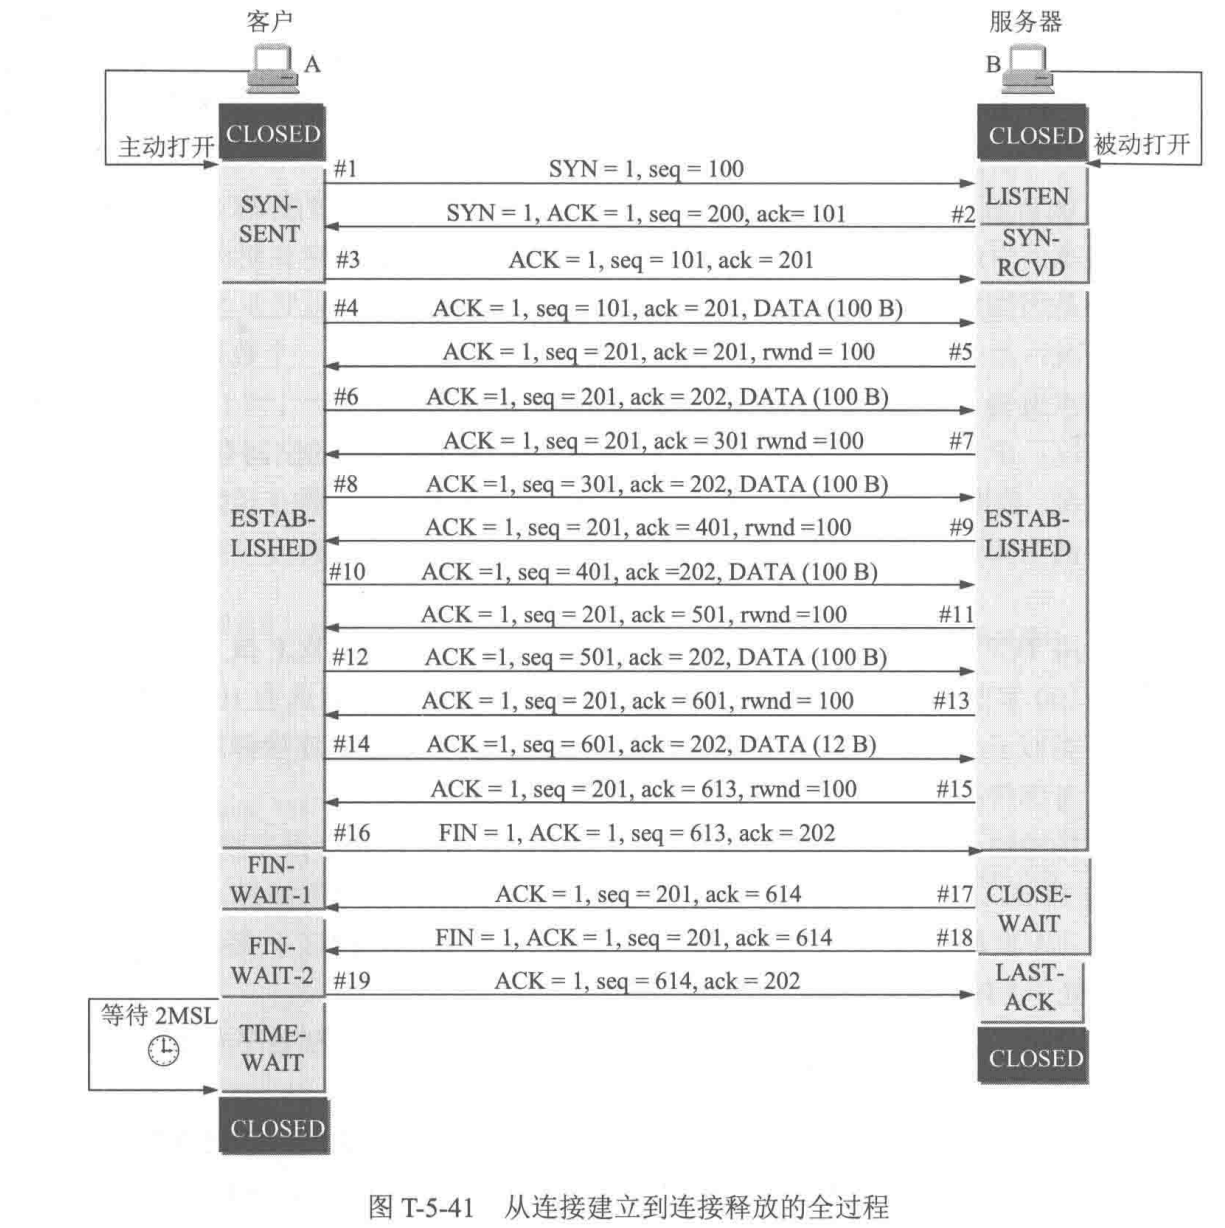 客户
服务器
A
B
CLOSED
CLOSED
主动打开
被动打开
#1 SYN = 1, seq = 100
SYN-
SENT
LISTEN
SYN = 1, ACK = 1, seq = 200, ack= 101 #2
SYN-
RCVD
#3 ACK = 1, seq = 101, ack = 201
#4 ACK = 1, seq = 101, ack = 201, DATA (100 B)
ACK = 1, seq = 201, ack = 201, rwnd = 100 #5
#6 ACK =1, seq = 201, ack = 202, DATA (100 B)
ACK = 1, seq = 201, ack = 301 rwnd =100 #7
#8 ACK =1, seq = 301, ack = 202, DATA (100 B)
ESTAB-
LISHED
ESTAB-
LISHED
ACK = 1, seq = 201, ack = 401, rwnd =100 #9
#10 ACK =1, seq = 401, ack =202, DATA (100 B)
ACK = 1, seq = 201, ack = 501, rwnd =100 #11
#12 ACK =1, seq = 501, ack = 202, DATA (100 B)
ACK = 1, seq = 201, ack = 601, rwnd = 100 #13
#14 ACK =1, seq = 601, ack = 202, DATA (12 B)
ACK = 1, seq = 201, ack = 613, rwnd =100 #15
#16 FIN = 1, ACK = 1, seq = 613, ack = 202
FIN-
WAIT-1
ACK = 1, seq = 201, ack = 614 #17
CLOSE-
WAIT
FIN = 1, ACK = 1, seq = 201, ack = 614 #18
FIN-
WAIT-2
#19 ACK = 1, seq = 614, ack = 202
LAST-
ACK
等待 2MSL
TIME-
WAIT
CLOSED
CLOSED
图 T-5-41 从连接建立到连接释放的全过程